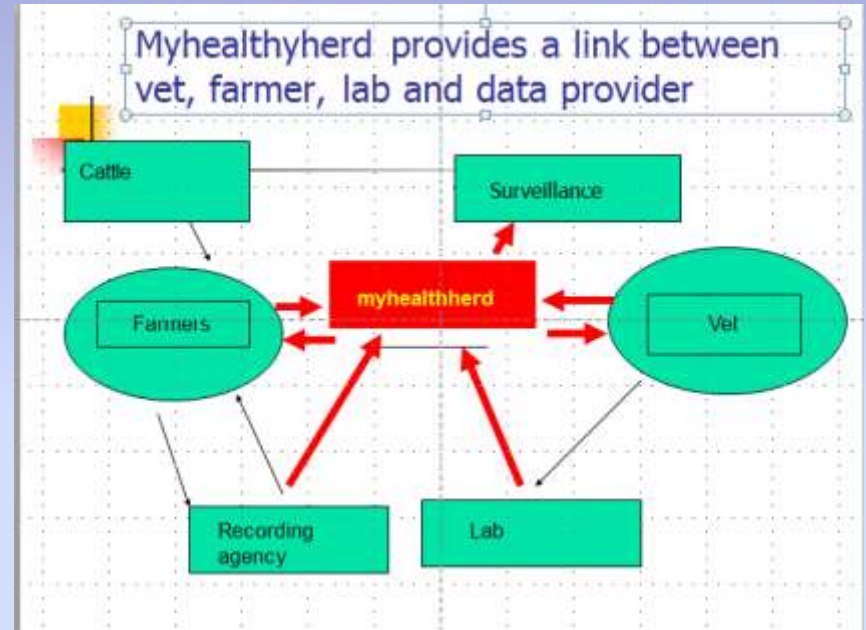 Myhealthyherd provides a link between
vet, farmer, lab and data provider
Cattle
Surveillance
myhealthherd
Farmers
Vet
Recording
agency
Lab